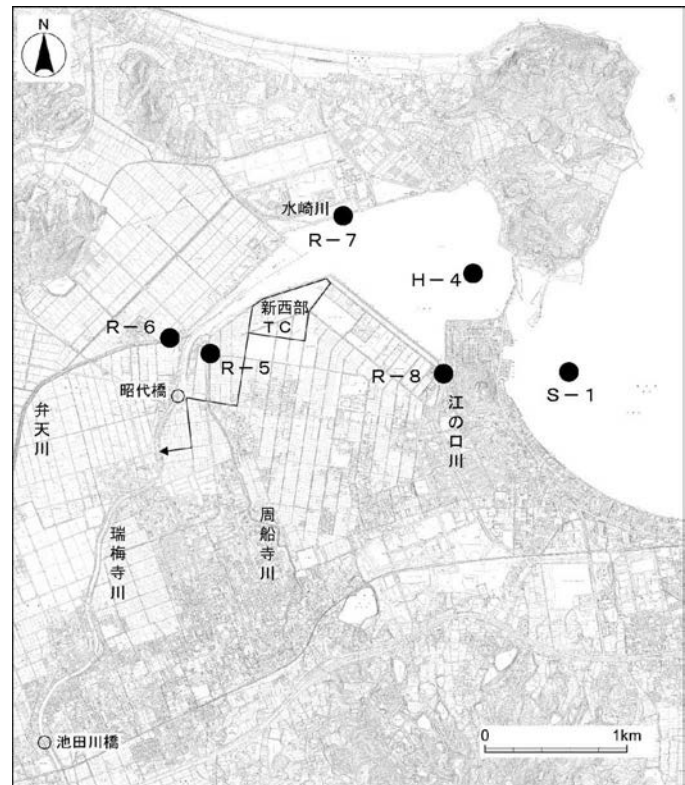 N
水崎川
R-7
H-4
新西部
TC
R-6
R-5
昭代橋
R-8
S-1
江の口川
弁天川
周船寺川
瑞梅寺川
池田川橋
0 1km